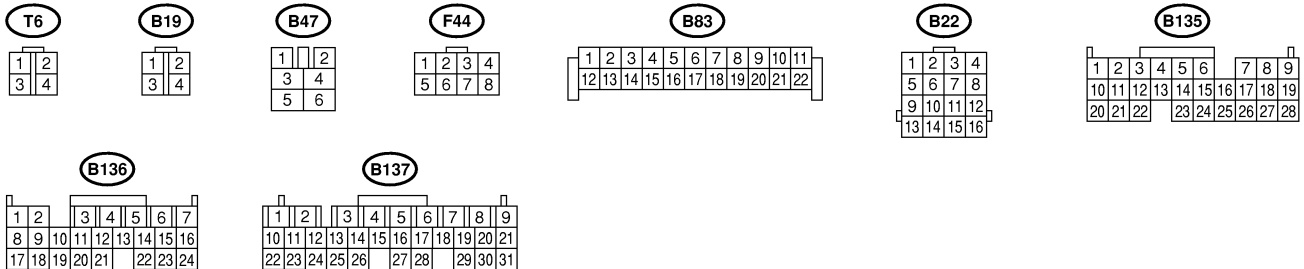 T6 B19 B47 F44 B83 B22 B135
1 2
3 4
1 2
3 4
1 2
3 4
5 6
1 2 3 4
5 6 7 8
1 2 3 4 5 6 7 8 9 10 11
12 13 14 15 16 17 18 19 20 21 22
1 2 3 4
5 6 7 8
9 10 11 12
13 14 15 16
1 2 3 4 5 6 7 8 9
10 11 12 13 14 15 16 17 18 19
20 21 22 23 24 25 26 27 28
B136 B137
1 2 3 4 5 6 7
8 9 10 11 12 13 14 15 16
17 18 19 20 21 22 23 24
1 2 3 4 5 6 7 8 9
10 11 12 13 14 15 16 17 18 19 20 21
22 23 24 25 26 27 28 29 30 31